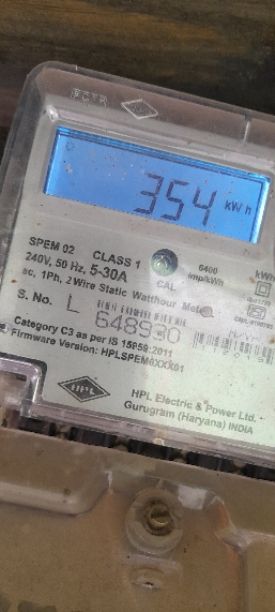 354 kWh
SPEM 02 CLASS 1 6400 kWh
240V, 50 Hz, 5-30A CAL imp/kWh
ac, 1Ph, 2 Wire Static Watthour Meter
S. No. L 648930
Category C3 as per IS 15959:2011
Firmware Version:
HPL HPL Electric & Power Ltd.
Gurugram (Haryana) INDIA